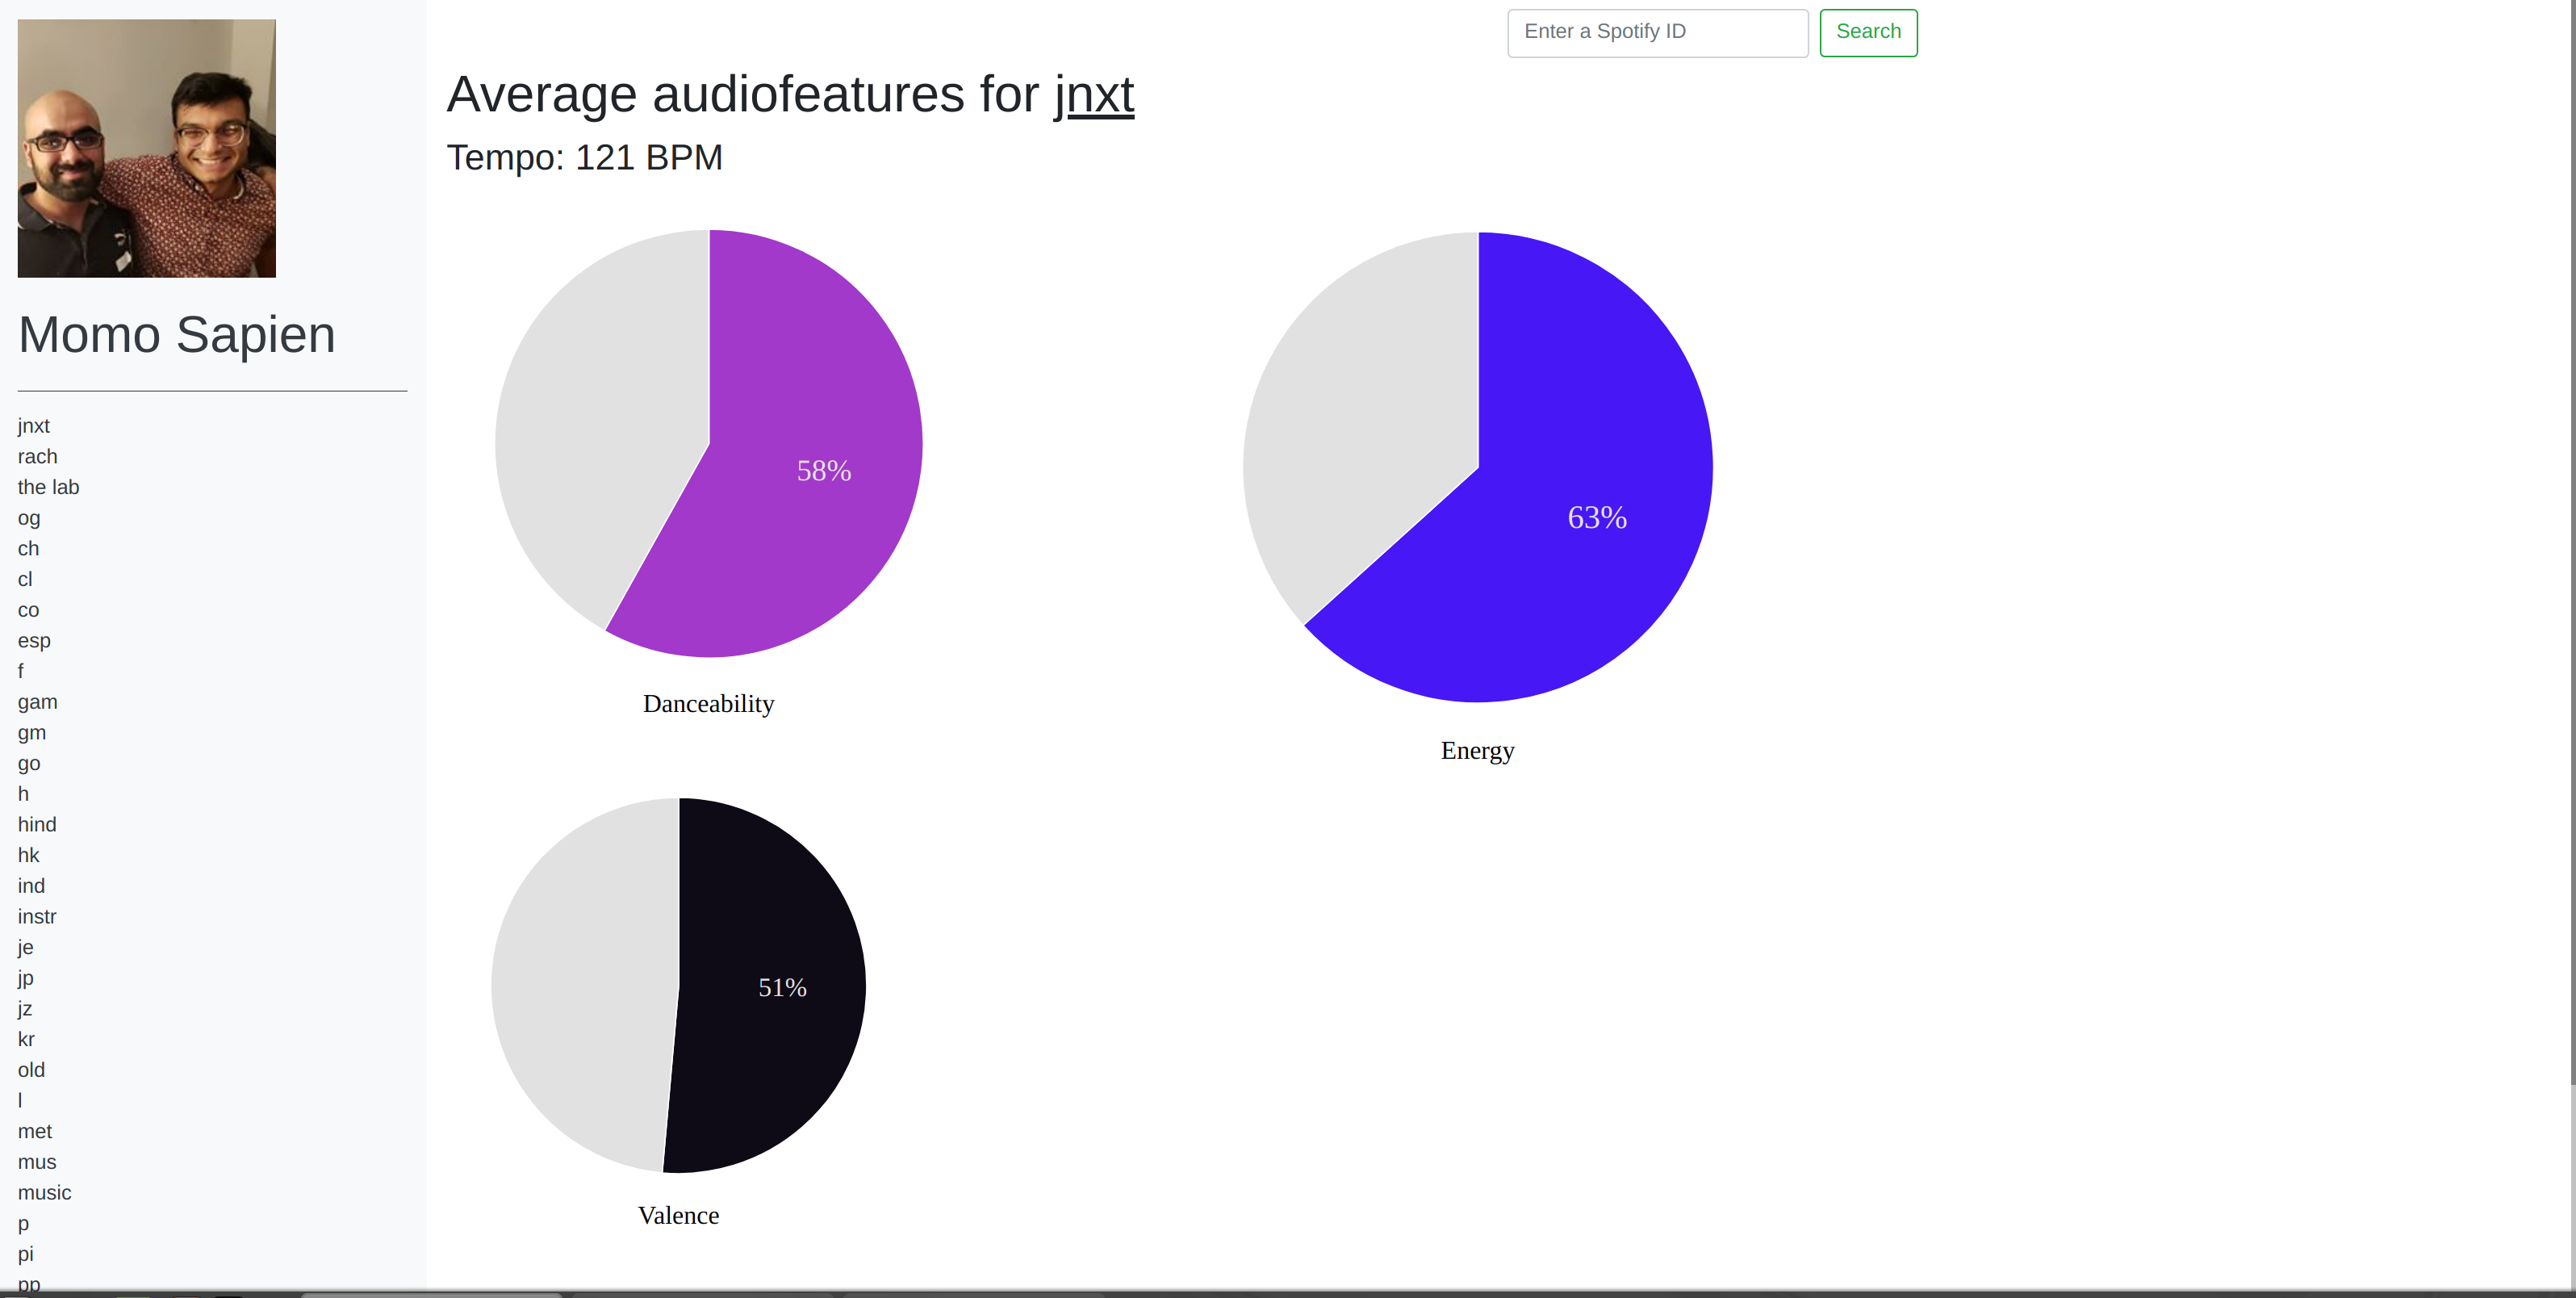 Enter a Spotify ID
Search
Average audiofeatures for jnxt
Tempo: 121 BPM
58%
Danceability
63%
Energy
51%
Valence
Momo Sapien
jnxt
rach
the lab
og
ch
cl
co
esp
f
gam
gm
go
h
hind
hk
ind
instr
je
jp
jz
kr
old
l
met
mus
music
p
pi
pp